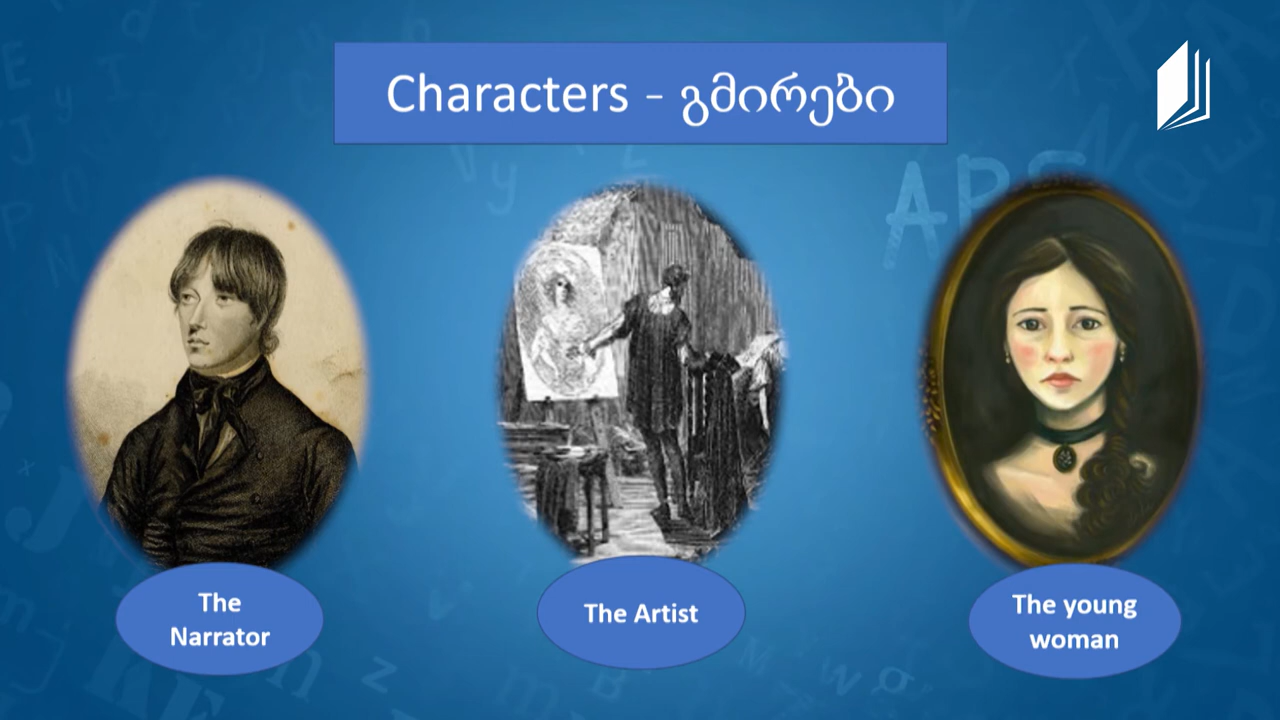 Characters - გმირები
The
Narrator
The Artist
The young
woman